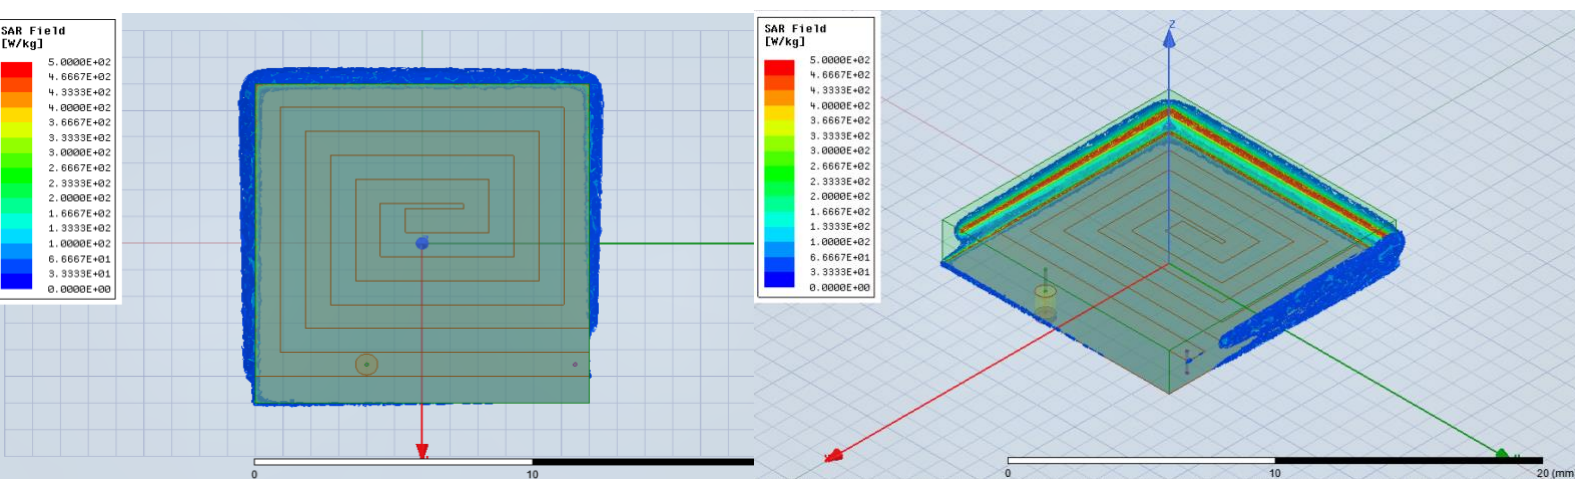 SAR Field
[W/kg]
5.0000E+02
4.6667E+02
4.3333E+02
4.0000E+02
3.6667E+02
3.3333E+02
3.0000E+02
2.6667E+02
2.3333E+02
2.0000E+02
1.6667E+02
1.3333E+02
1.0000E+02
6.6667E+01
3.3333E+01
0.0000E+00
0
10
SAR Field
[W/kg]
5.0000E+02
4.6667E+02
4.3333E+02
4.0000E+02
3.6667E+02
3.3333E+02
3.0000E+02
2.6667E+02
2.3333E+02
2.0000E+02
1.6667E+02
1.3333E+02
1.0000E+02
6.6667E+01
3.3333E+01
0.0000E+00
Z
0
10
20 (mm